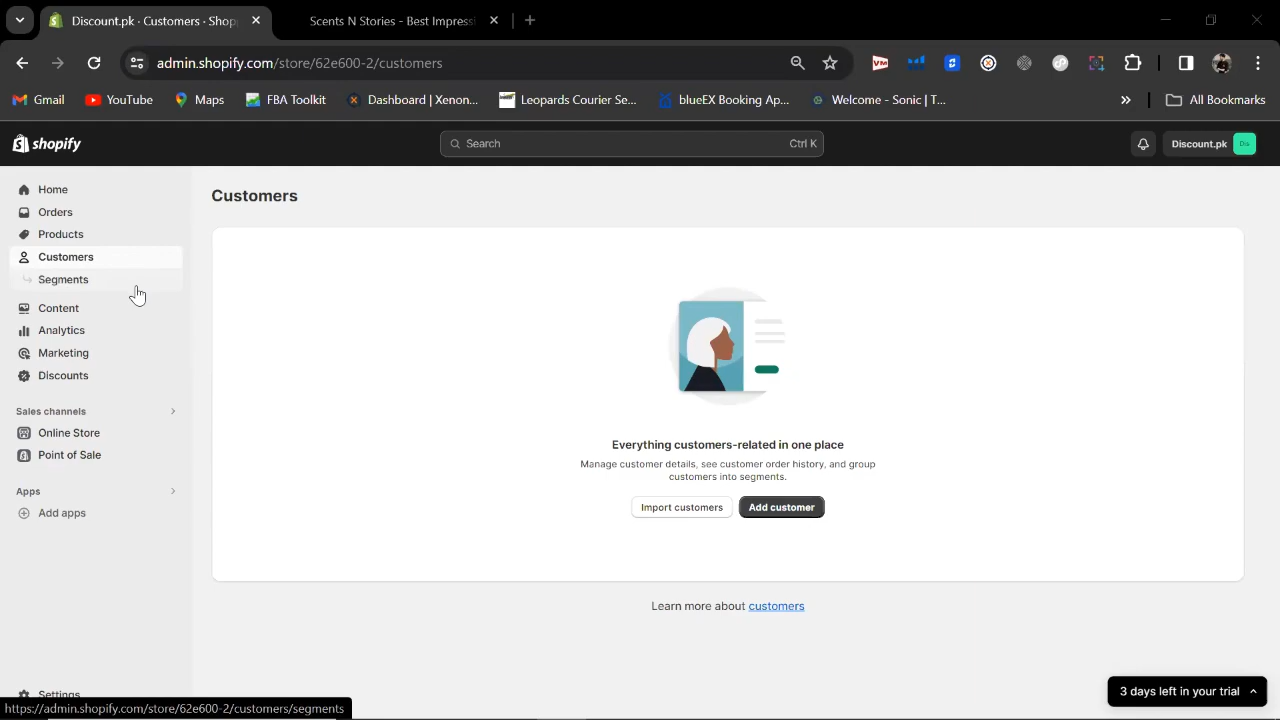 Discount.pk · Customers · Shop
Scents N Stories - Best Impress
admin.shopify.com/store/62e600-2/customers
Gmail
YouTube
Maps
FBA Toolkit
Dashboard | Xenon...
Leopards Courier Se...
blueEX Booking Ap...
Welcome - Sonic | T...
All Bookmarks
shopify
Search
Ctrl K
Discount.pk
Dis
Home
Orders
Products
Customers
Segments
Content
Analytics
Marketing
Discounts
Sales channels
Online Store
Point of Sale
Apps
Add apps
Settings
Customers
Everything customers-related in one place
Manage customer details, see customer order history, and group
customers into segments.
Import customers
Add customer
Learn more about customers
3 days left in your trial
https://admin.shopify.com/store/62e600-2/customers/segments